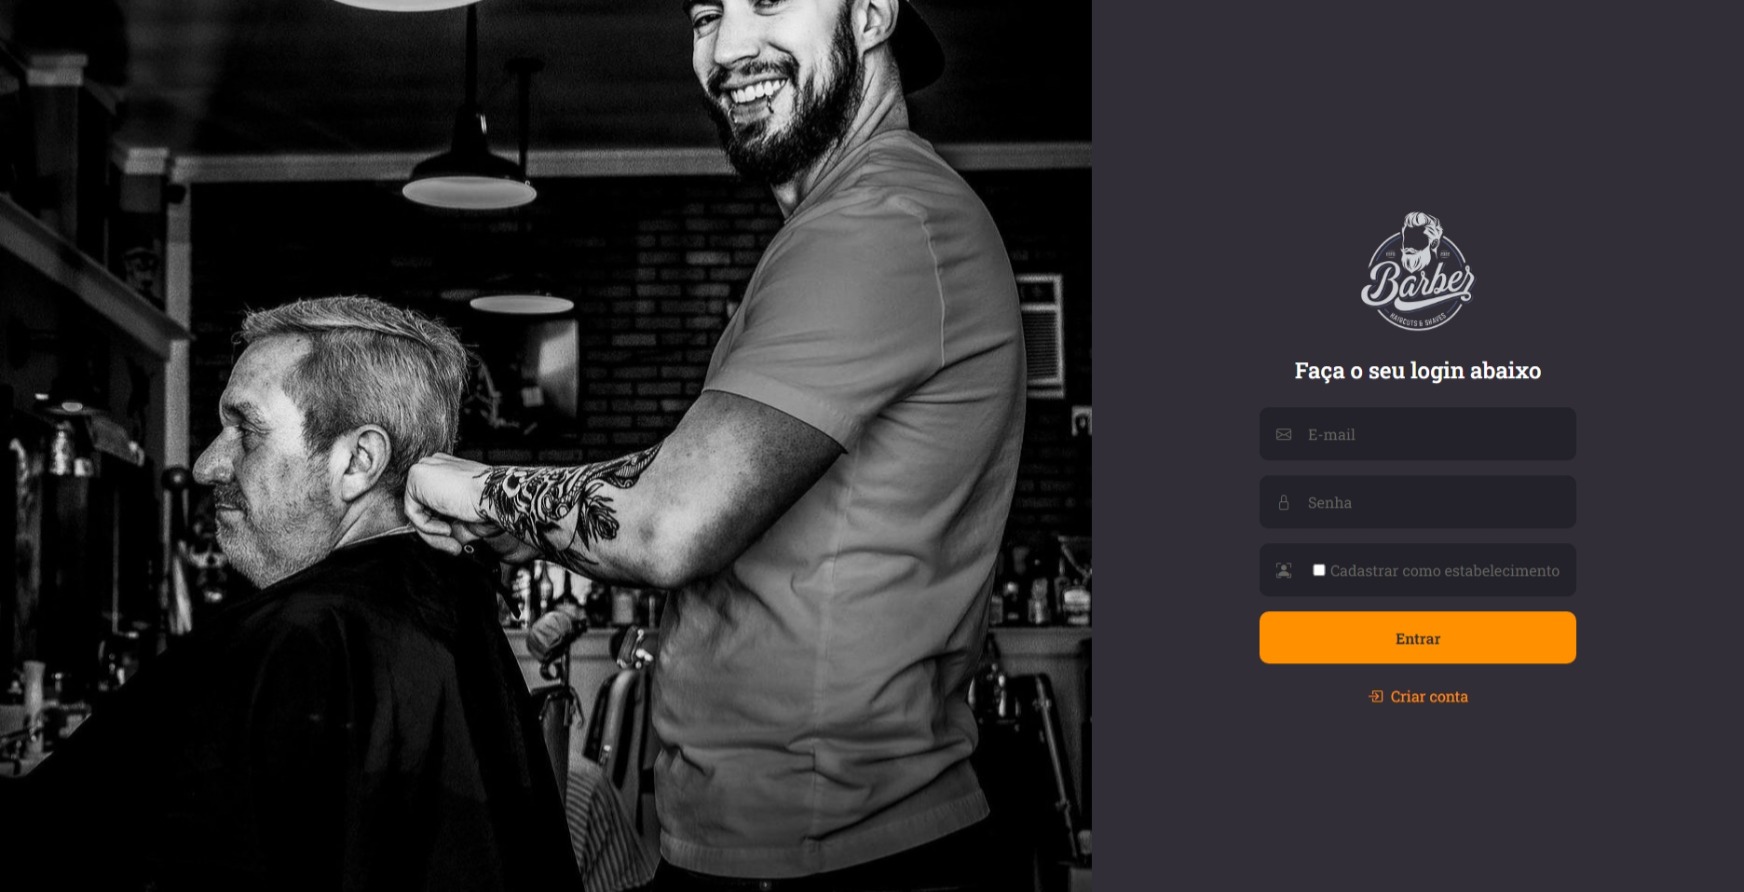 Barber
HAIRCUTS & SHAVES
Faça o seu login abaixo
E-mail
Senha
Cadastrar como estabelecimento
Entrar
Criar conta